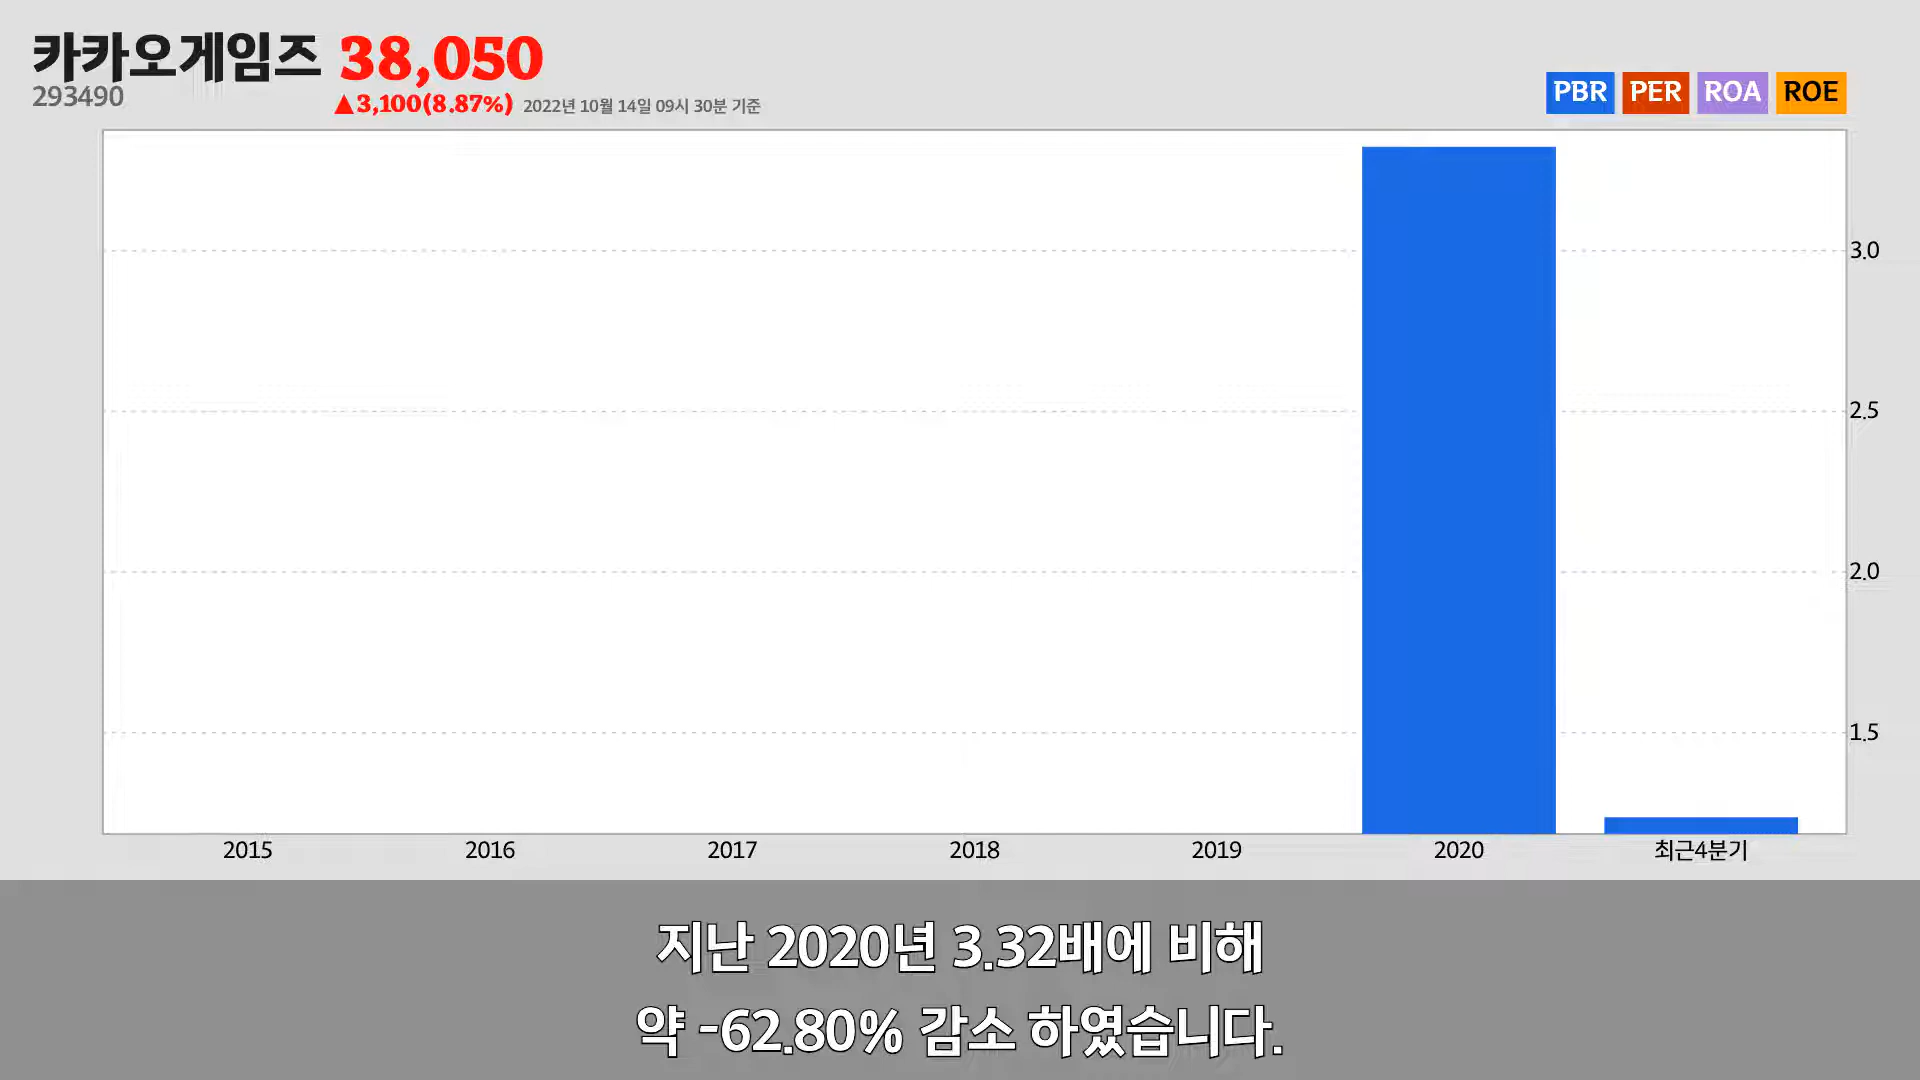 카카오게임즈 38,050
293490
▲3,100(8.87%) 2022년 10월 14일 09시 30분 기준
PBR PER ROA ROE
3.0
2.5
2.0
1.5
2015 2016 2017 2018 2019 2020 최근4분기
지난 2020년 3.32배에 비해
약 -62.80% 감소 하였습니다.